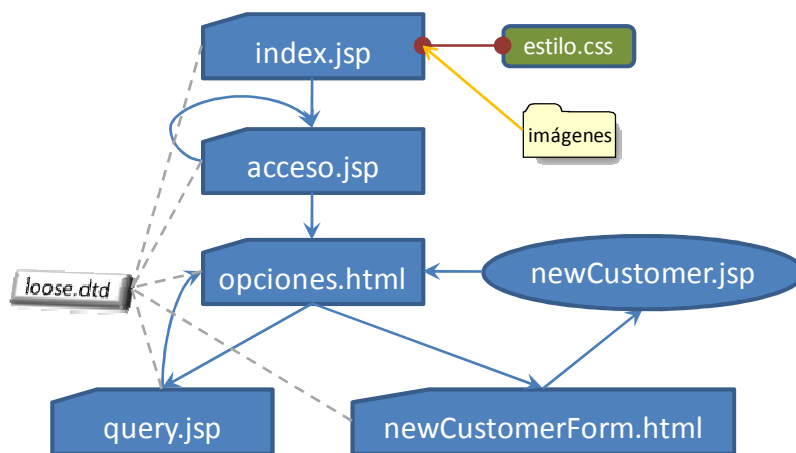 index.jsp
estilo.css
imágenes
acceso.jsp
opciones.html
newCustomer.jsp
loose.dtd
query.jsp
newCustomerForm.html